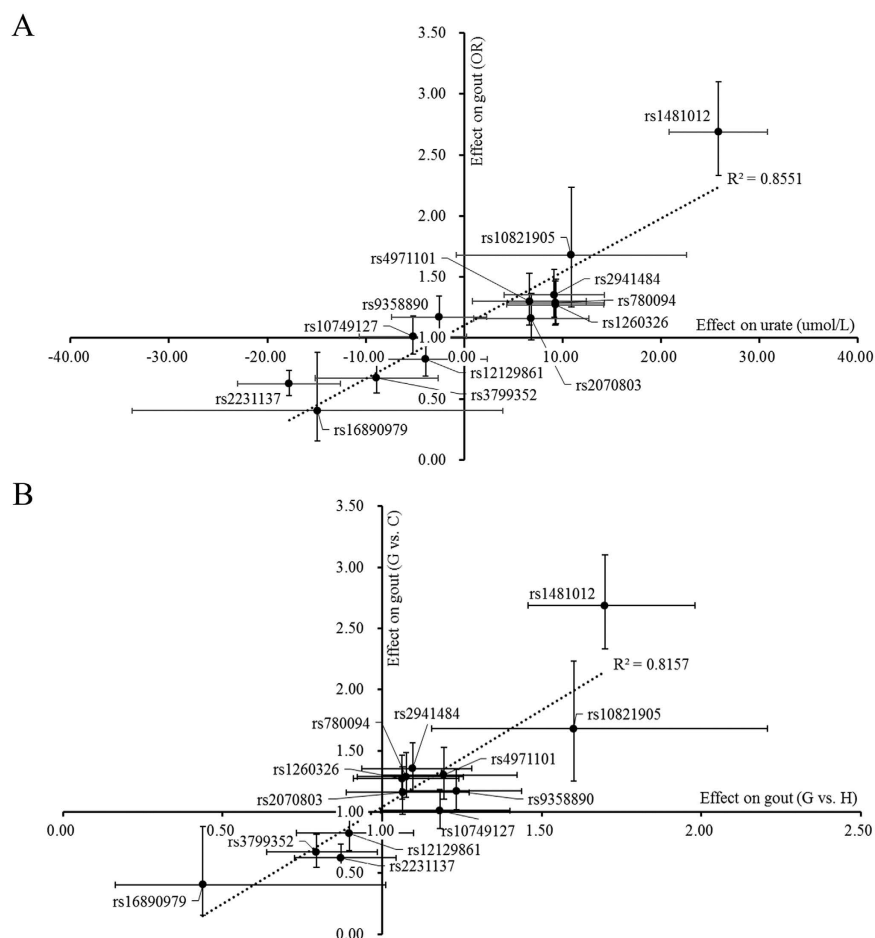 A
3.50
Effect on gout (OR)
3.00
rs1481012
2.50
R² = 0.8551
2.00
rs10821905
rs4971101
1.50
rs2941484
rs9358890
rs780094
rs10749127
rs1260326
1.00
Effect on urate (umol/L)
-40.00 -30.00 -20.00 -10.00 0.00 10.00 20.00 30.00 40.00
rs12129861
rs2070803
rs2231137
0.50
rs3799352
rs16890979
0.00
B
3.50
Effect on gout (G vs. C)
3.00
rs1481012
2.50
R² = 0.8157
2.00
rs10821905
rs2941484
rs780094
1.50
rs4971101
rs1260326
rs2070803
rs9358890
1.00
Effect on gout (G vs. H)
0.00 0.50 1.00 1.50 2.00 2.50
rs10749127
rs3799352
rs12129861
rs2231137
0.50
rs16890979
0.00